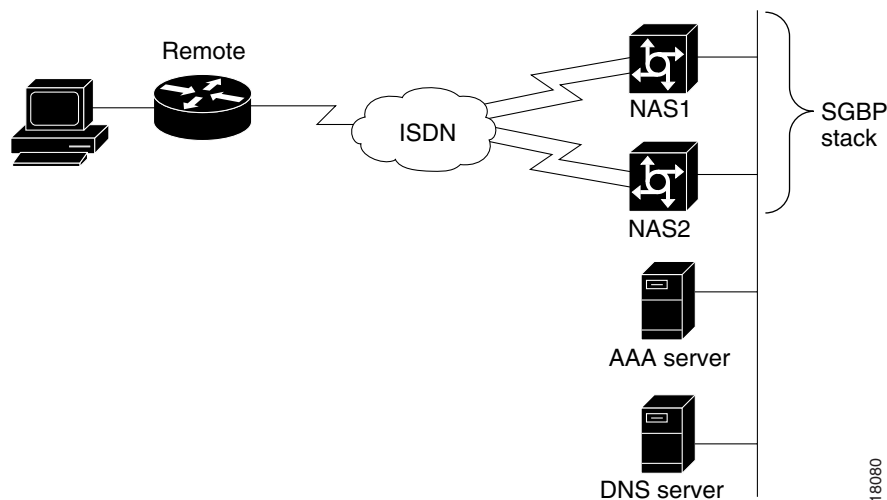 Remote
ISDN
NAS1
NAS2
SGBP
stack
AAA server
DNS server
18080